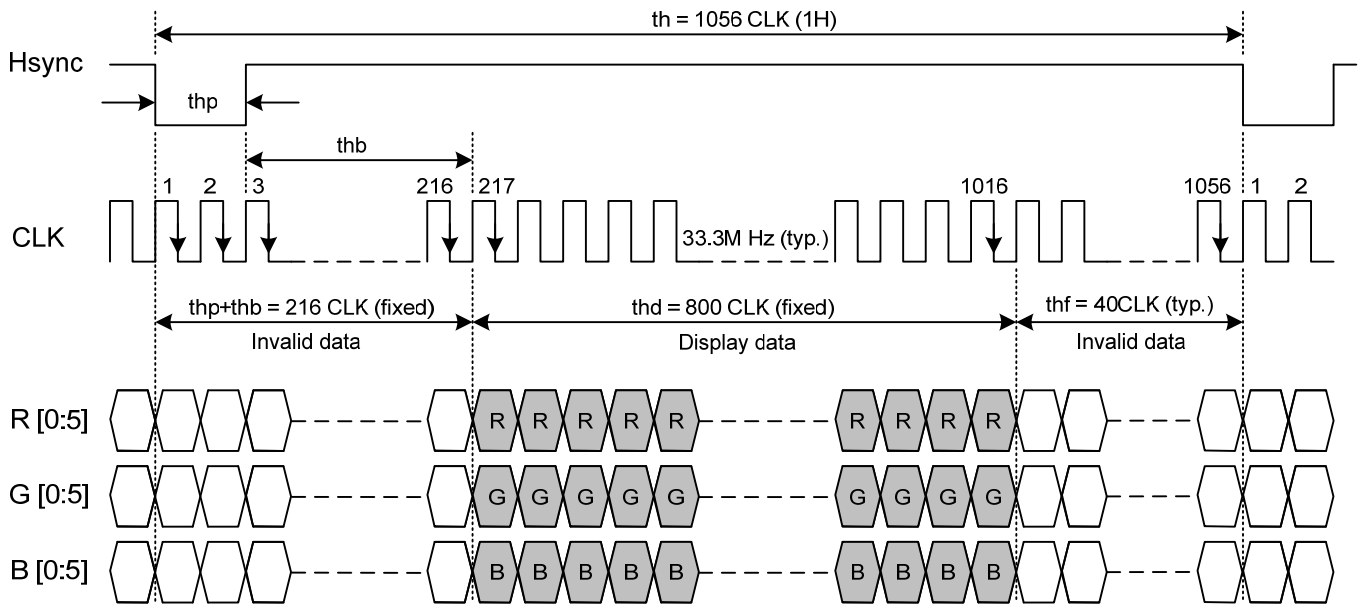 th = 1056 CLK (1H)
Hsync
thp
thb
1 2 3 216 217 1016 1056 1 2
CLK
33.3M Hz (typ.)
thp+thb = 216 CLK (fixed) thd = 800 CLK (fixed) thf = 40CLK (typ.)
Invalid data Display data Invalid data
R [0:5] R R R R R R R R R
G [0:5] G G G G G G G G G
B [0:5] B B B B B B B B B